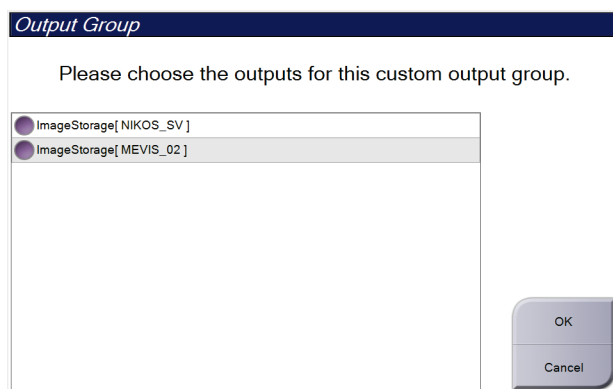 Output Group
Please choose the outputs for this custom output group.
ImageStorage[ NIKOS_SV ]
ImageStorage[ MEVIS_02 ]
OK
Cancel